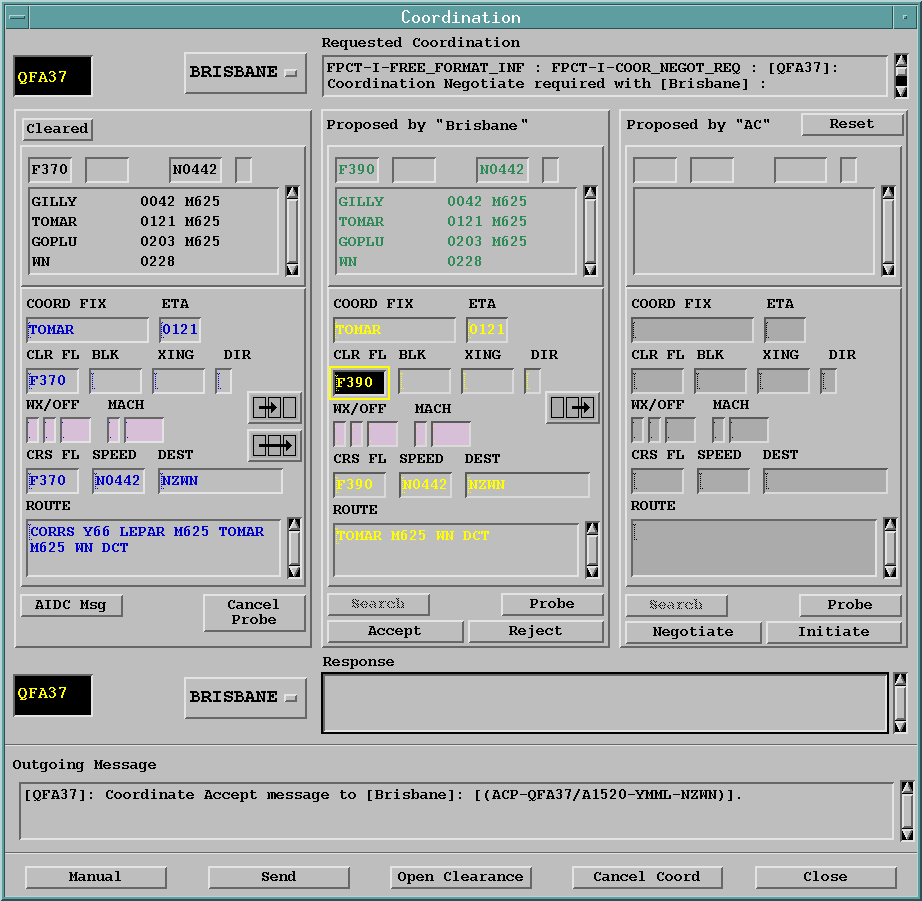 Coordination
QFA37
BRISBANE
Requested Coordination
FPCT-I-FREE_FORMAT_INF : FPCT-I-COOR_NEGOT_REQ : [QFA37]:
Coordination Negotiate required with [Brisbane] :
Cleared
F370 N0442
GILLY 0042 M625
TOMAR 0121 M625
GOPLU 0203 M625
WN 0228
COORD FIX ETA
TOMAR 0121
CLR FL BLK XING DIR
F370
WX/OFF MACH
CRS FL SPEED DEST
F370 N0442 NZWN
ROUTE
CORRS Y66 LEPAR M625 TOMAR
M625 WN DCT
AIDC Msg
Cancel
Probe
Proposed by "Brisbane"
F390 N0442
GILLY 0042 M625
TOMAR 0121 M625
GOPLU 0203 M625
WN 0228
COORD FIX ETA
TOMAR 0121
CLR FL BLK XING DIR
F390
WX/OFF MACH
CRS FL SPEED DEST
F390 N0442 NZWN
ROUTE
TOMAR M625 WN DCT
Search Probe
Accept Reject
Proposed by "AC" Reset
COORD FIX ETA
CLR FL BLK XING DIR
WX/OFF MACH
CRS FL SPEED DEST
ROUTE
Search Probe
Negotiate Initiate
QFA37
BRISBANE
Response
Outgoing Message
[QFA37]: Coordinate Accept message to [Brisbane]: [(ACP-QFA37/A1520-YMML-NZWN)].
Manual Send Open Clearance Cancel Coord Close